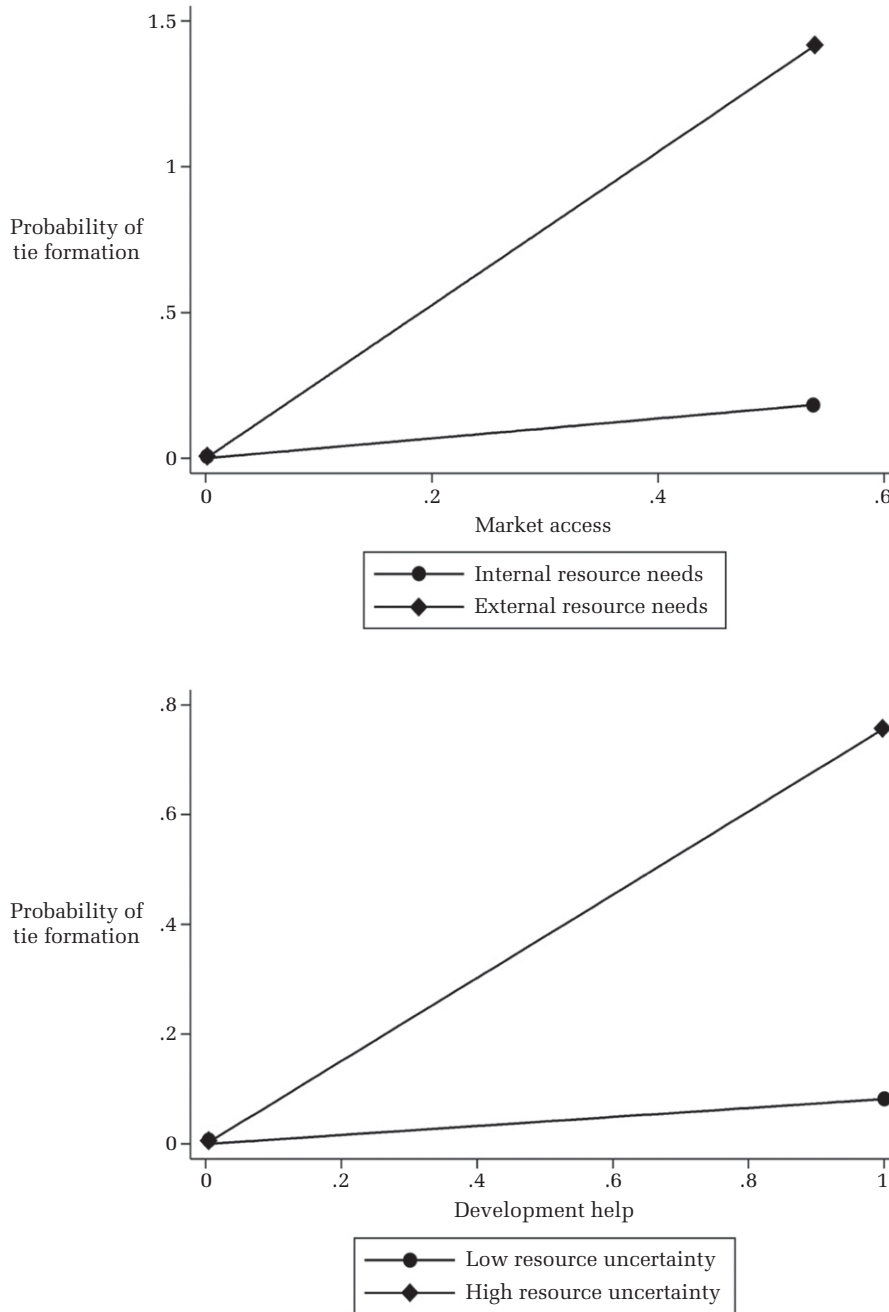 1.5
1
Probability of
tie formation
.5
0
0
.2
.4
.6
Market access
Internal resource needs
External resource needs
.8
.6
Probability of
tie formation
.4
.2
0
0
.2
.4
.6
.8
1
Development help
Low resource uncertainty
High resource uncertainty